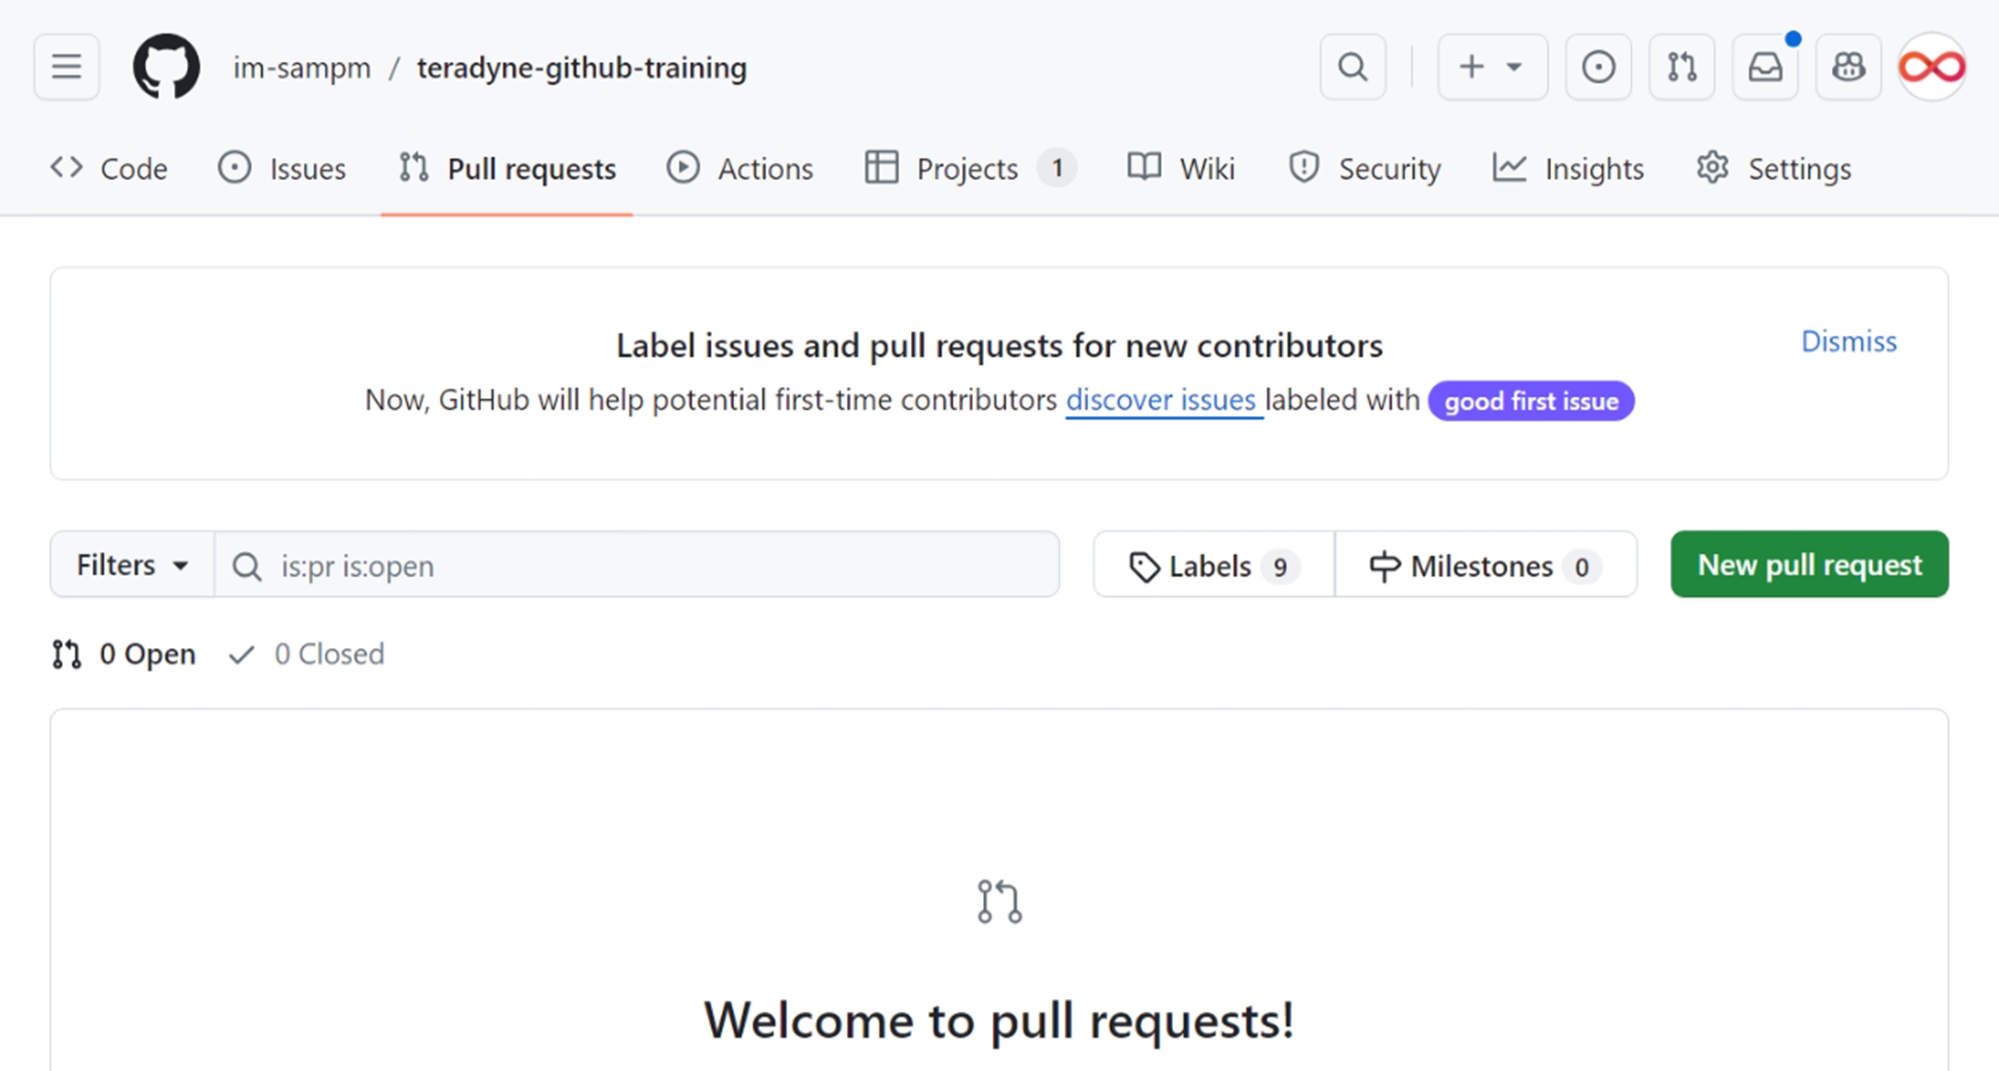 im-sampm / teradyne-github-training
Code Issues Pull requests Actions Projects 1 Wiki Security Insights Settings
Label issues and pull requests for new contributors
Dismiss
Now, GitHub will help potential first-time contributors discover issues labeled with good first issue
Filters is:pr is:open Labels 9 Milestones 0 New pull request
0 Open 0 Closed
Welcome to pull requests!